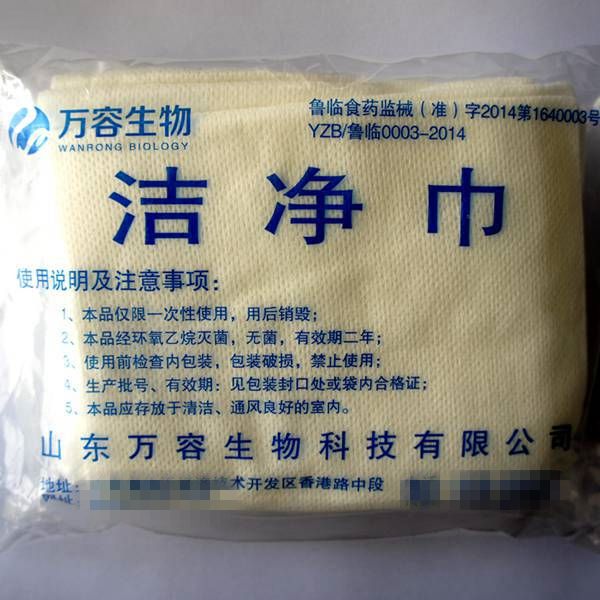 万容生物
WANRONG BIOLOGY
鲁临食药监械（准）字2014第1640003号
YZB/鲁临0003-2014
洁净巾
使用说明及注意事项：
1、本品仅限一次性使用，用后销毁；
2、本品经环氧乙烷灭菌，无菌，有效期二年；
3、使用前检查内包装，包装破损，禁止使用；
4、生产批号、有效期：见包装封口处或袋内合格证；
5、本品应存放于清洁、通风良好的室内。
山东万容生物科技有限公司
地址： 技术开发区香港路中段